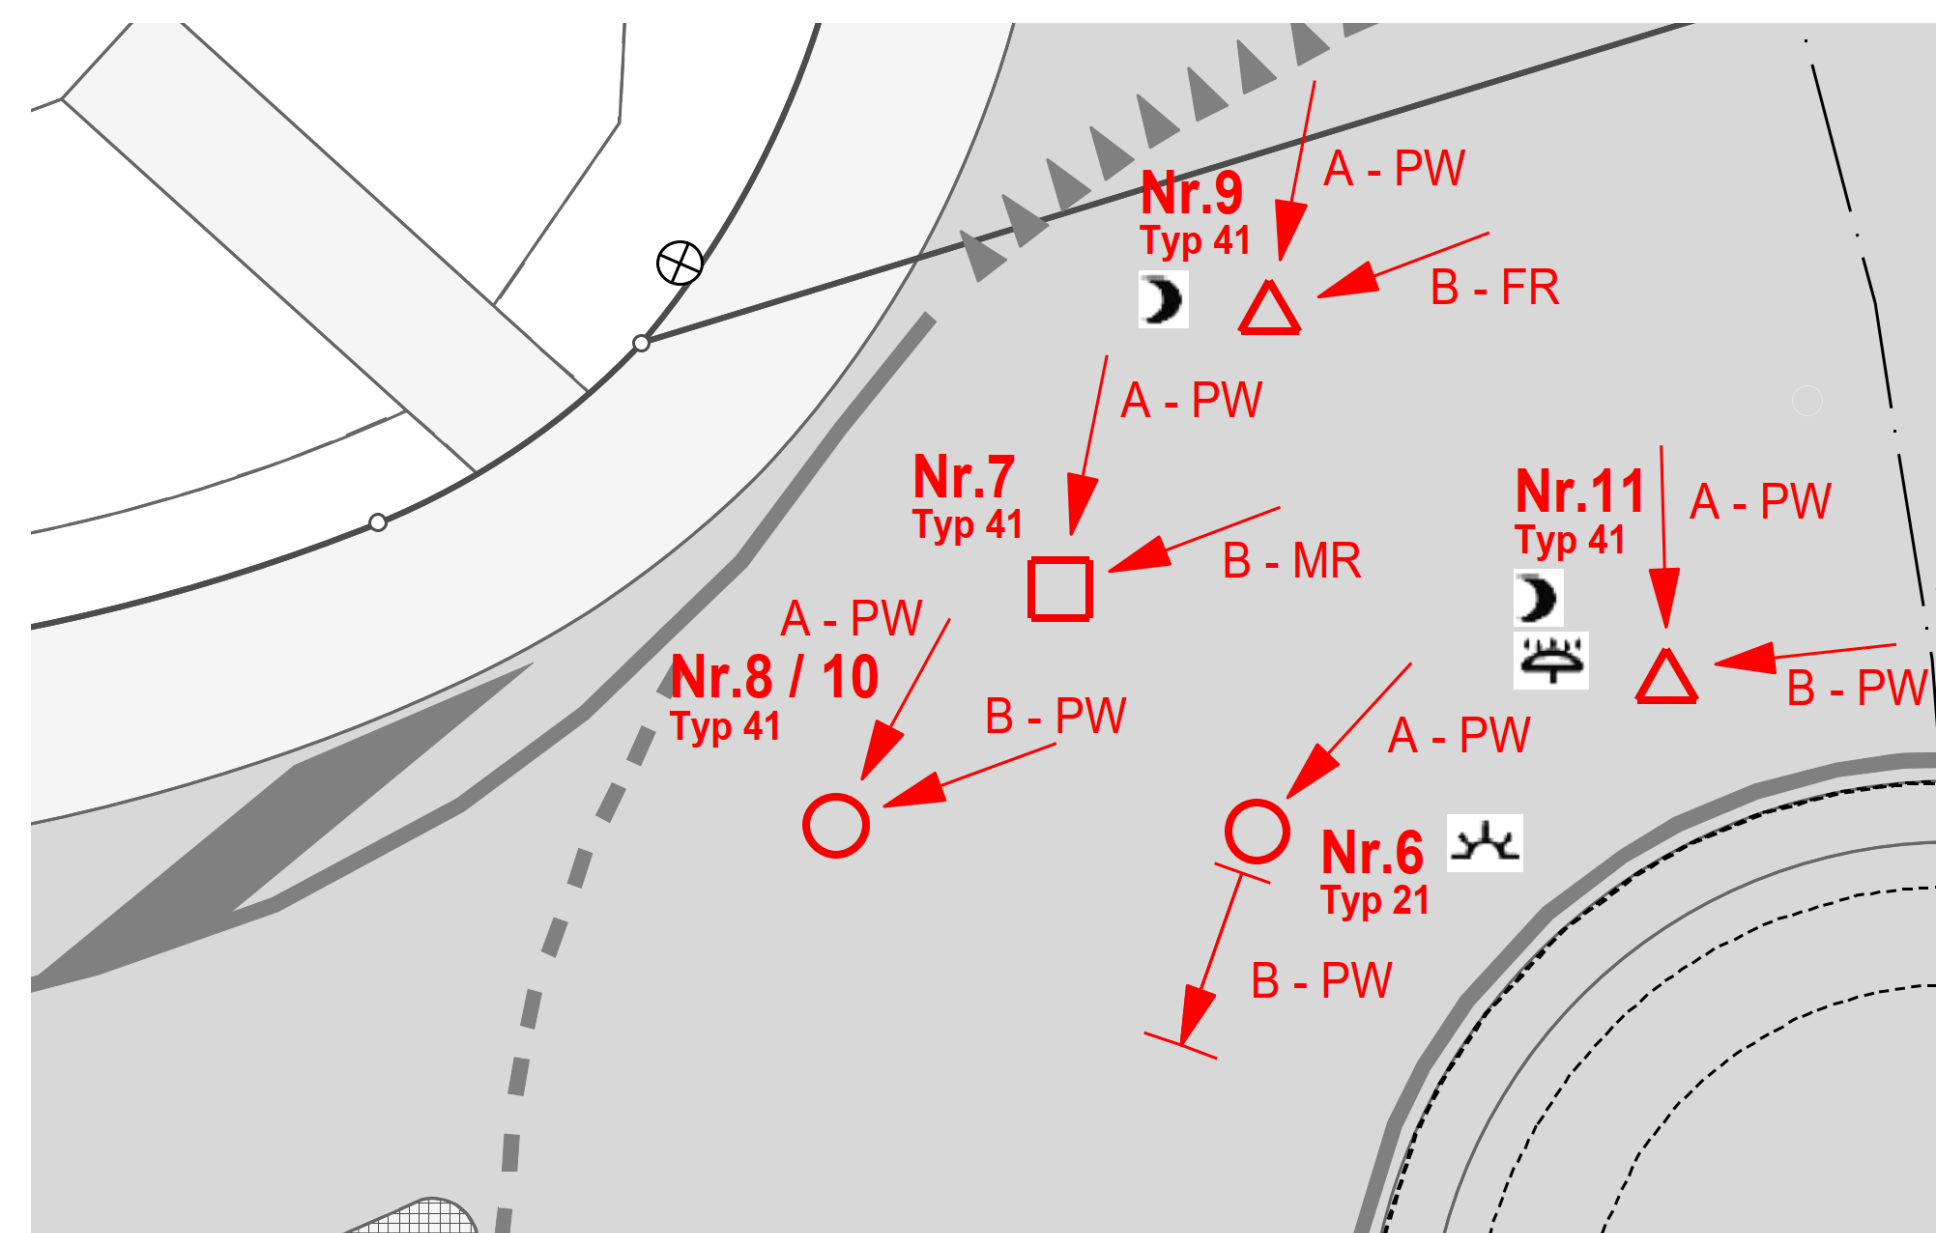 A - PW
Nr.9
Typ 41
B - FR
A - PW
Nr.7
Typ 41
B - MR
A - PW
Nr.11
Typ 41
B - PW
A - PW
Nr.8 / 10
Typ 41
B - PW
A - PW
Nr.6
Typ 21
B - PW